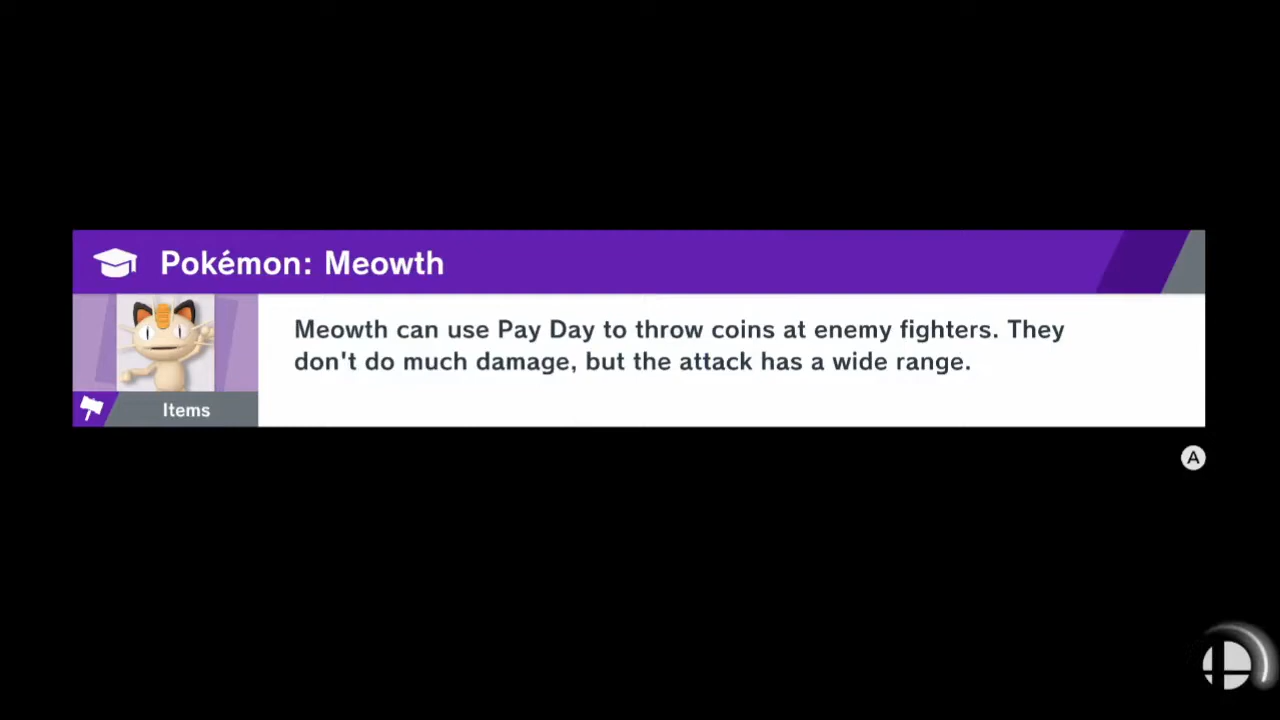 Pokémon: Meowth
Meowth can use Pay Day to throw coins at enemy fighters. They
don't do much damage, but the attack has a wide range.
Items
A